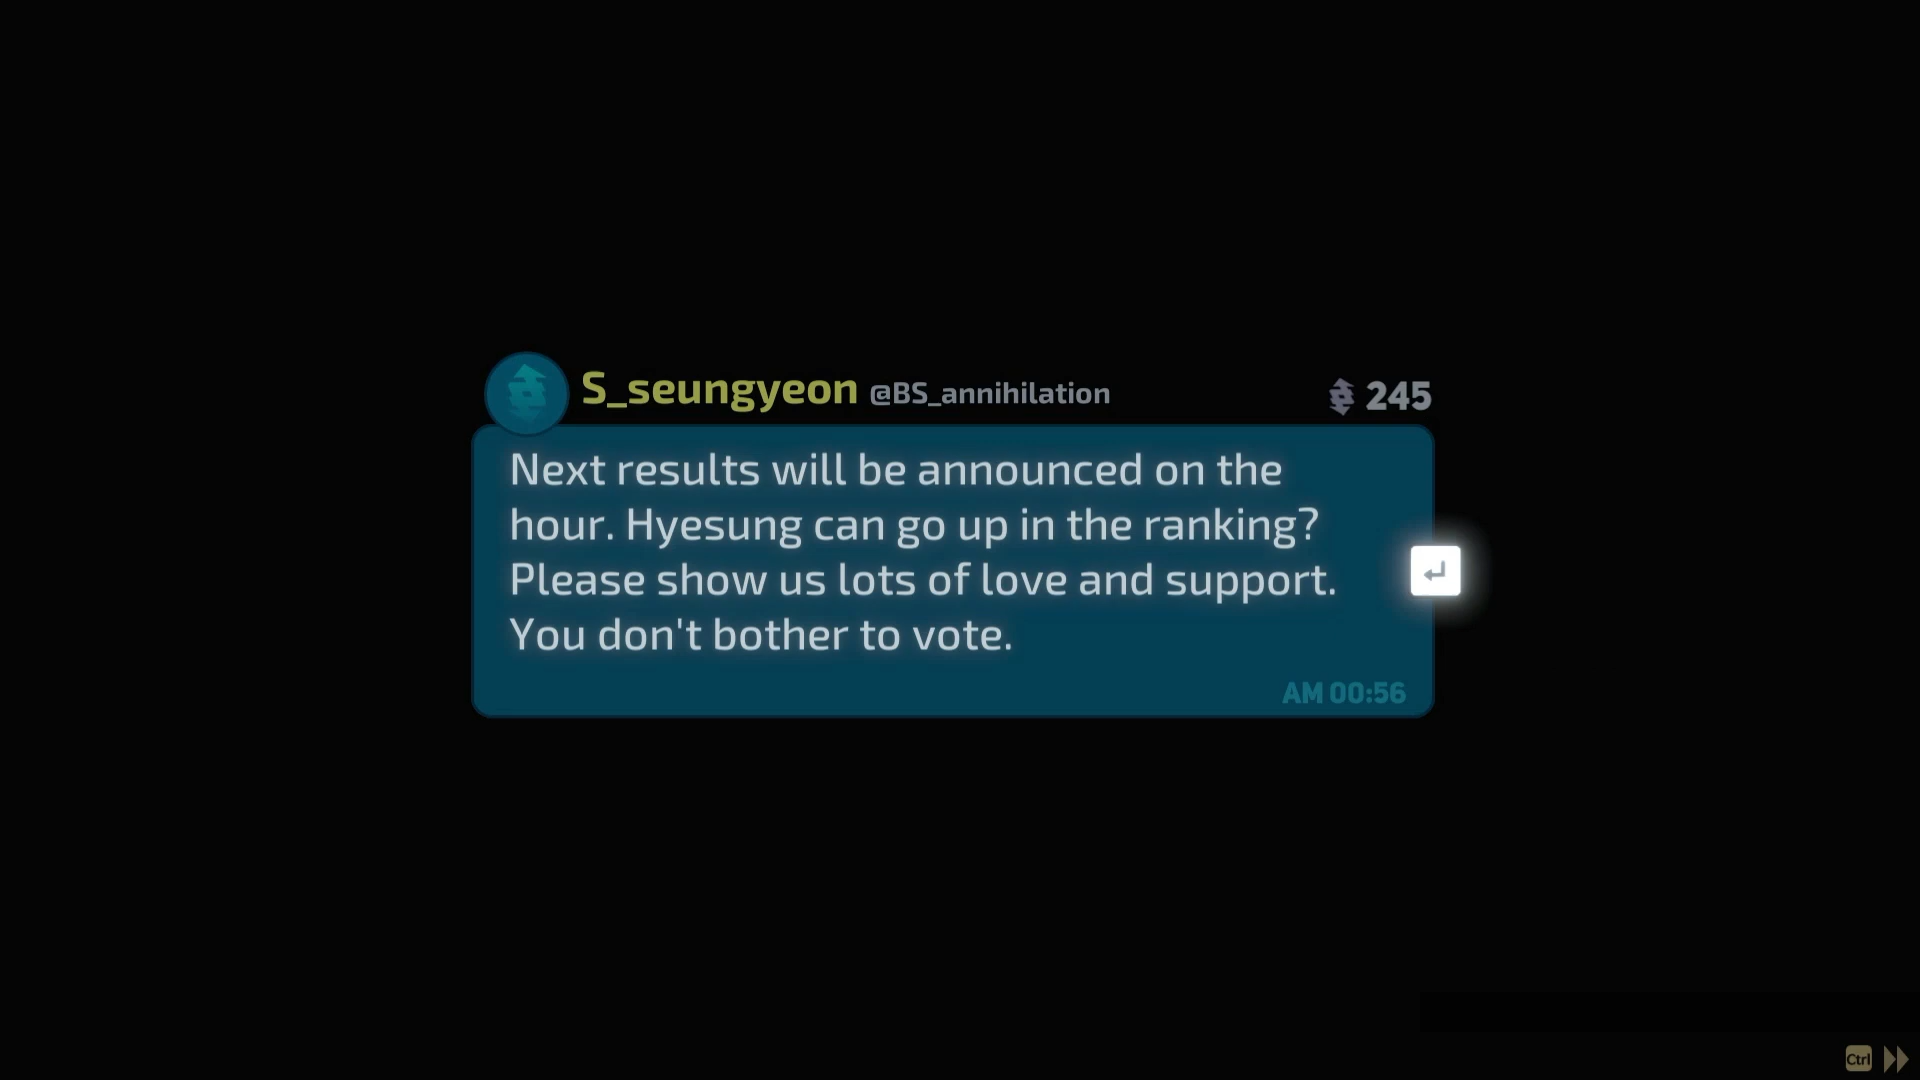 S_seungyeon @BS_annihilation 245
Next results will be announced on the
hour. Hyesung can go up in the ranking?
Please show us lots of love and support.
You don't bother to vote.
AM 00:56
Ctrl